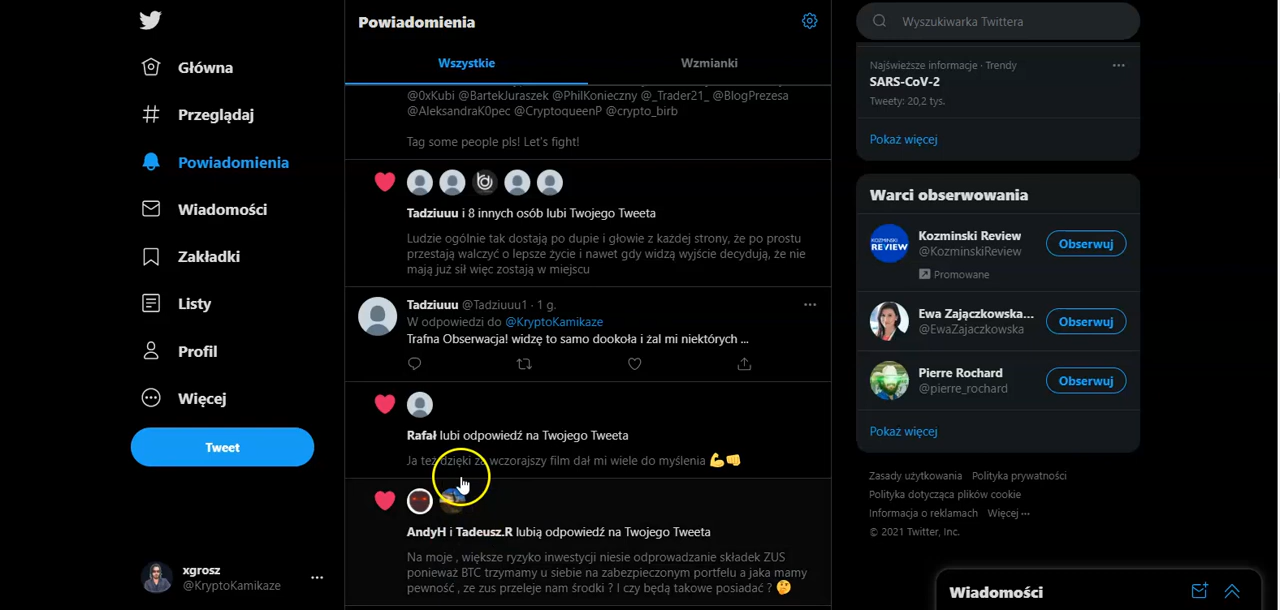 Główna
Przeglądaj
Powiadomienia
Wiadomości
Zakładki
Listy
Profil
Więcej
Tweet
xgrosz
@KryptoKamikaze
Powiadomienia
Wszystkie
Wzmianki
@0xKubi @BartekJuraszek @PhilKonieczny @_Trader21_ @BlogPrezesa
@AleksandraK0pec @CryptoqueenP @crypto_birb
Tag some people pls! Let's fight!
Tadziuuu i 8 innych osób lubi Twojego Tweeta
Ludzie ogólnie tak dostają po dupie i głowie z każdej strony, że po prostu
przestają walczyć o lepsze życie i nawet gdy widzą wyjście decydują, że nie
mają już sił więc zostają w miejscu
Tadziuuu @Tadziuuu1 · 1 g.
W odpowiedzi do @KryptoKamikaze
Trafna Obserwacja! widzę to samo dookoła i żal mi niektórych ...
Rafał lubi odpowiedź na Twojego Tweeta
Ja też dzięki za wczorajszy film dał mi wiele do myślenia 💪👊
AndyH i Tadeusz.R lubią odpowiedź na Twojego Tweeta
Na moje , większe ryzyko inwestycji niesie odprowadzanie składek ZUS
ponieważ BTC trzymamy u siebie na zabezpieczonym portfelu a jaka mamy
pewność , ze zus przeleje nam środki ? I czy będą takowe posiadać ? 🤔
Wyszukiwarka Twittera
Najświeższe informacje · Trendy
SARS-CoV-2
Tweety: 20,2 tys.
Pokaż więcej
Warci obserwowania
KOZMINSKI
REVIEW
Kozminski Review
@KozminskiReview
Promowane
Obserwuj
Ewa Zajączkowska...
@EwaZajaczkowska
Obserwuj
Pierre Rochard
@pierre_rochard
Obserwuj
Pokaż więcej
Zasady użytkowania Polityka prywatności
Polityka dotycząca plików cookie
Informacja o reklamach Więcej ···
© 2021 Twitter, Inc.
Wiadomości